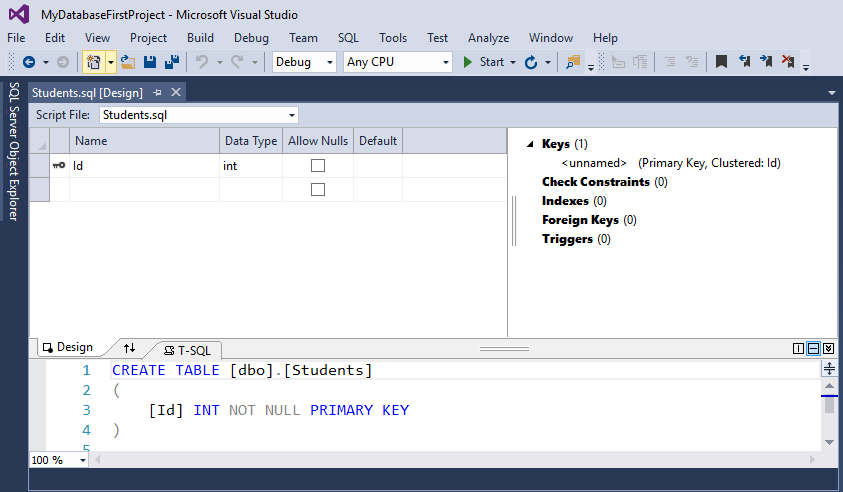 MyDatabaseFirstProject - Microsoft Visual Studio
File Edit View Project Build Debug Team SQL Tools Test Analyze Window Help
Debug Any CPU Start
SQL Server Object Explorer
Students.sql [Design]
Script File: Students.sql
Name Data Type Allow Nulls Default
Id int
Keys (1)
<unnamed> (Primary Key, Clustered: Id)
Check Constraints (0)
Indexes (0)
Foreign Keys (0)
Triggers (0)
Design T-SQL
1 CREATE TABLE [dbo].[Students]
2 (
3 [Id] INT NOT NULL PRIMARY KEY
4 )
5
100 %